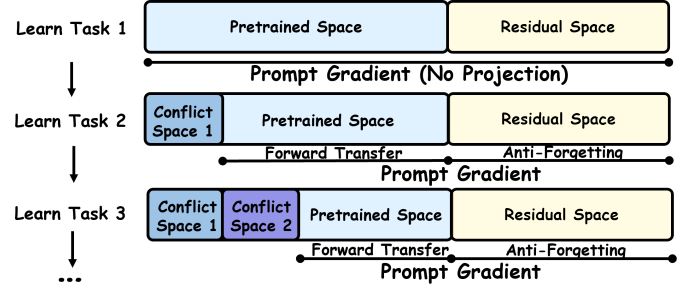 Learn Task 1
Pretrained Space
Residual Space
Prompt Gradient (No Projection)
Learn Task 2
Conflict
Space 1
Pretrained Space
Residual Space
Forward Transfer
Anti-Forgetting
Prompt Gradient
Learn Task 3
Conflict
Space 1
Conflict
Space 2
Pretrained Space
Residual Space
Forward Transfer
Anti-Forgetting
Prompt Gradient
...